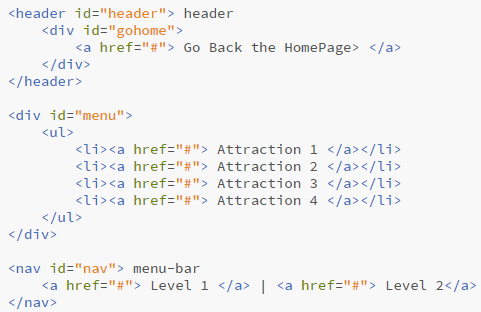 <header id="header"> header
<div id="gohome">
<a href="#"> Go Back the HomePage> </a>
</div>
</header>
<div id="menu">
<ul>
<li><a href="#"> Attraction 1 </a></li>
<li><a href="#"> Attraction 2 </a></li>
<li><a href="#"> Attraction 3 </a></li>
<li><a href="#"> Attraction 4 </a></li>
</ul>
</div>
<nav id="nav"> menu-bar
<a href="#"> Level 1 </a> | <a href="#"> Level 2</a>
</nav>